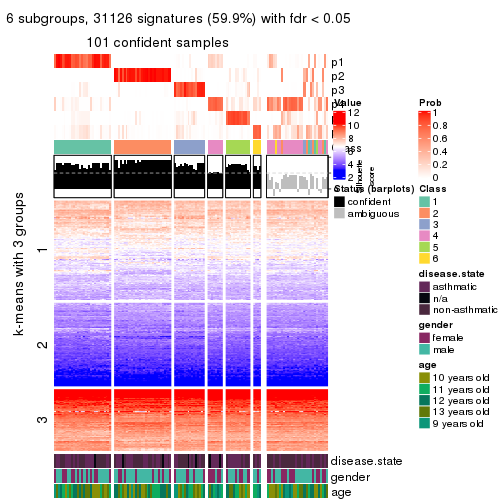 6 subgroups, 31126 signatures (59.9%) with fdr < 0.05
101 confident samples
p1
p2
p3
k-means with 3 groups
1
2
3
Value
12
10
8
6
4
2
Prob
1
0.8
0.6
0.4
0.2
0
Silhouette
score
Status (barplots)
confident
ambiguous
Class
1
2
3
4
5
6
disease.state
asthmatic
n/a
non-asthmatic
gender
female
male
age
10 years old
11 years old
12 years old
13 years old
9 years old
disease.state
gender
age